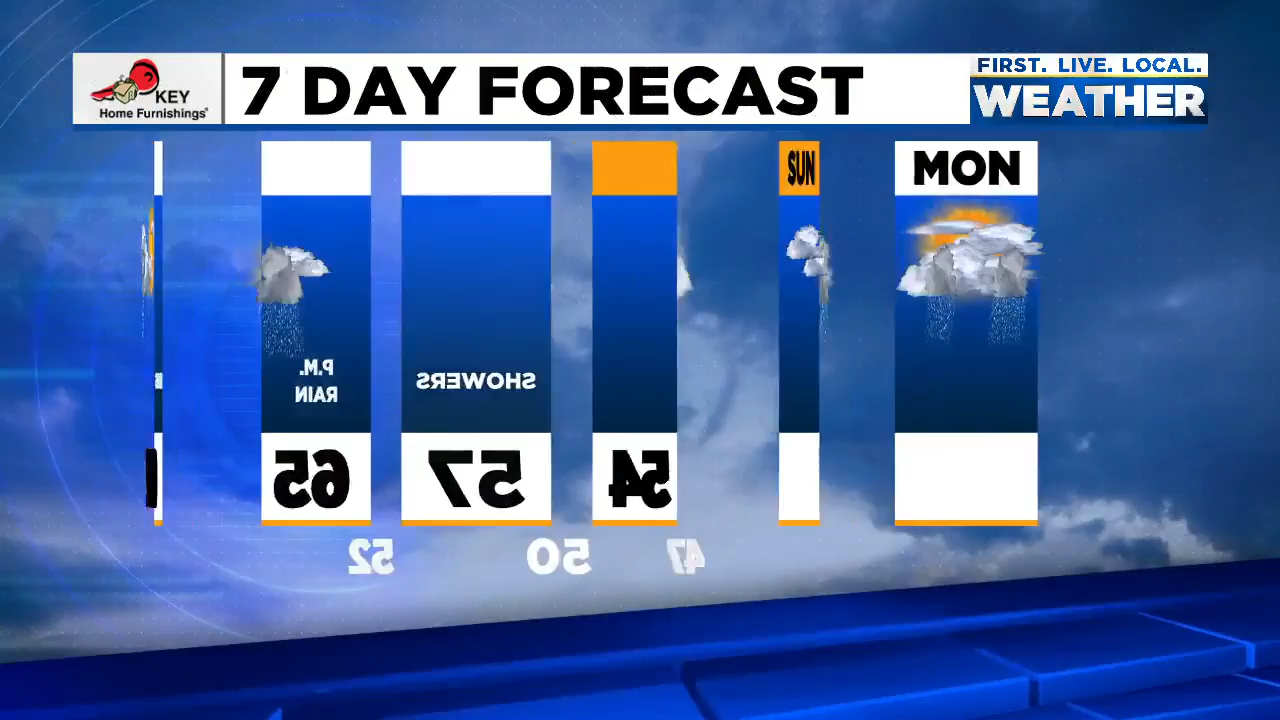 KEY
Home Furnishings
7 DAY FORECAST
FIRST. LIVE. LOCAL.
WEATHER
SUN
MON
P.M.
RAIN
SHOWERS
65
57
54
52
50
47